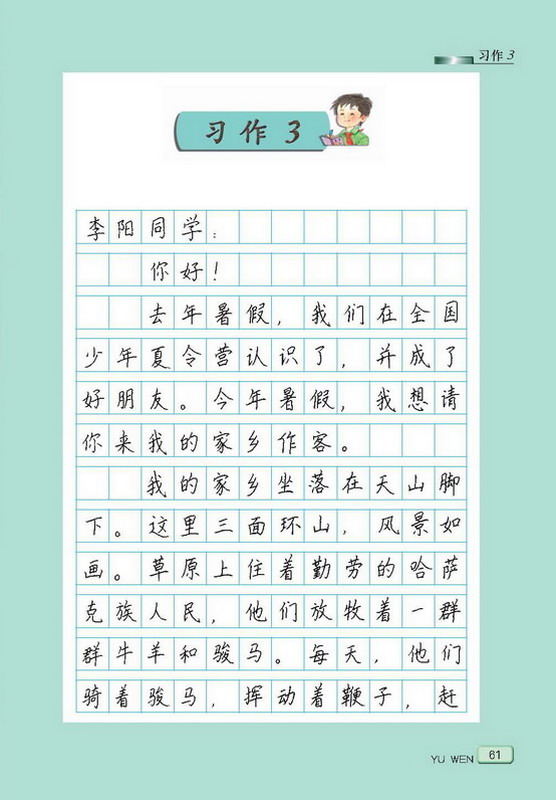 习作3
习作3
李阳同学：
你好！
去年暑假，我们在全国
少年夏令营认识了，并成了
好朋友。今年暑假，我想请
你来我的家乡作客。
我的家乡坐落在天山脚
下。这里三面环山，风景如
画。草原上住着勤劳的哈萨
克族人民，他们放牧着一群
群牛羊和骏马。每天，他们
骑着骏马，挥动着鞭子，赶
YU WEN 61